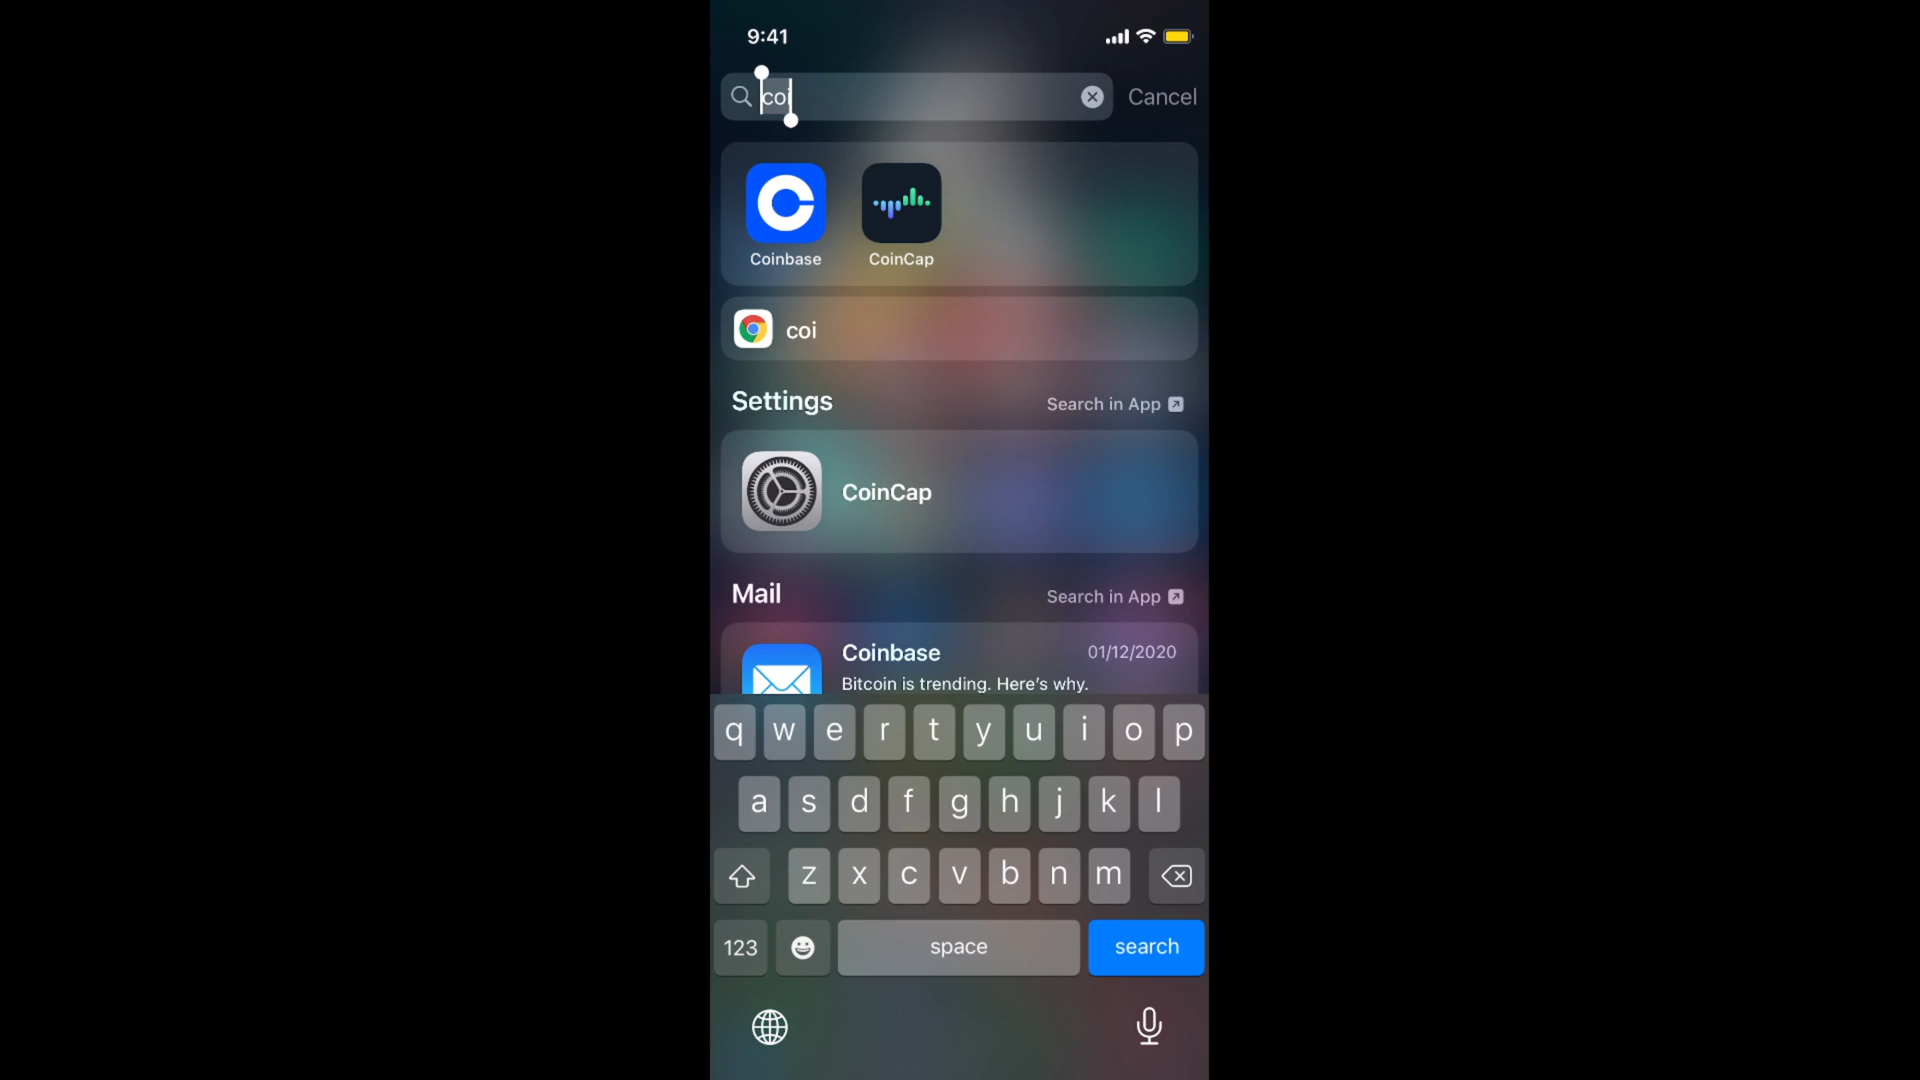 9:41
coi
Cancel
Coinbase
CoinCap
coi
Settings
Search in App
CoinCap
Mail
Search in App
Coinbase
01/12/2020
Bitcoin is trending. Here’s why.
q w e r t y u i o p
a s d f g h j k l
z x c v b n m
123
space
search